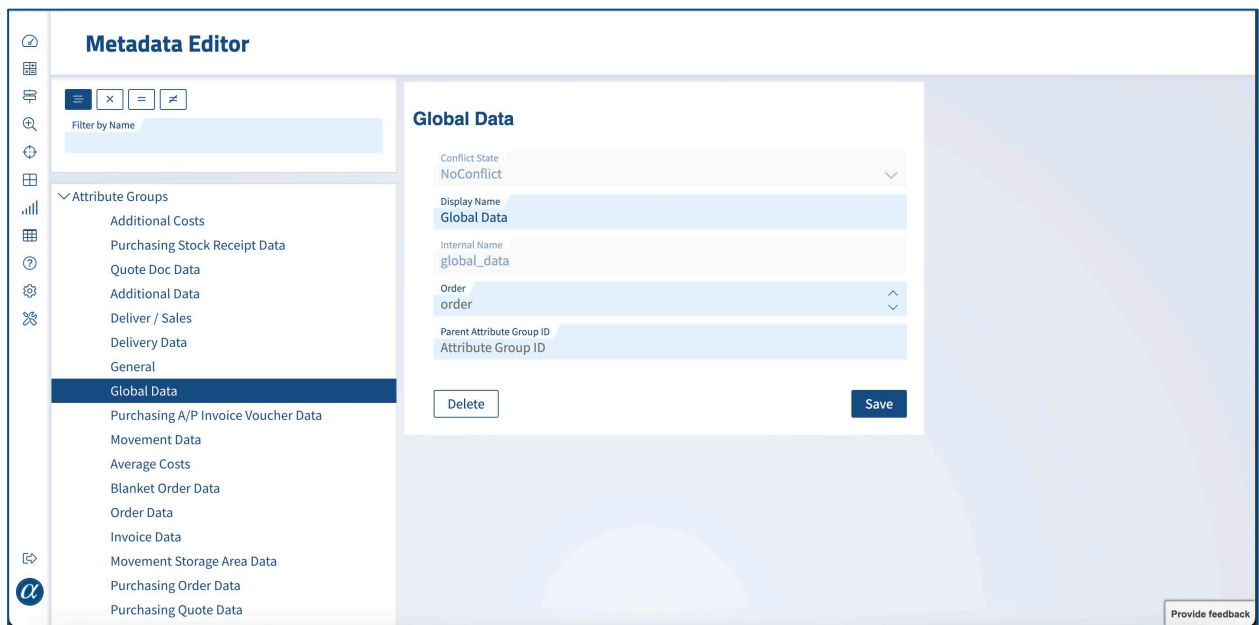 Metadata Editor
Filter by Name
Attribute Groups
Additional Costs
Purchasing Stock Receipt Data
Quote Doc Data
Additional Data
Deliver / Sales
Delivery Data
General
Global Data
Purchasing A/P Invoice Voucher Data
Movement Data
Average Costs
Blanket Order Data
Order Data
Invoice Data
Movement Storage Area Data
Purchasing Order Data
Purchasing Quote Data
Global Data
Conflict State
NoConflict
Display Name
Global Data
Internal Name
global_data
Order
order
Parent Attribute Group ID
Attribute Group ID
Delete
Save
α
Provide feedback